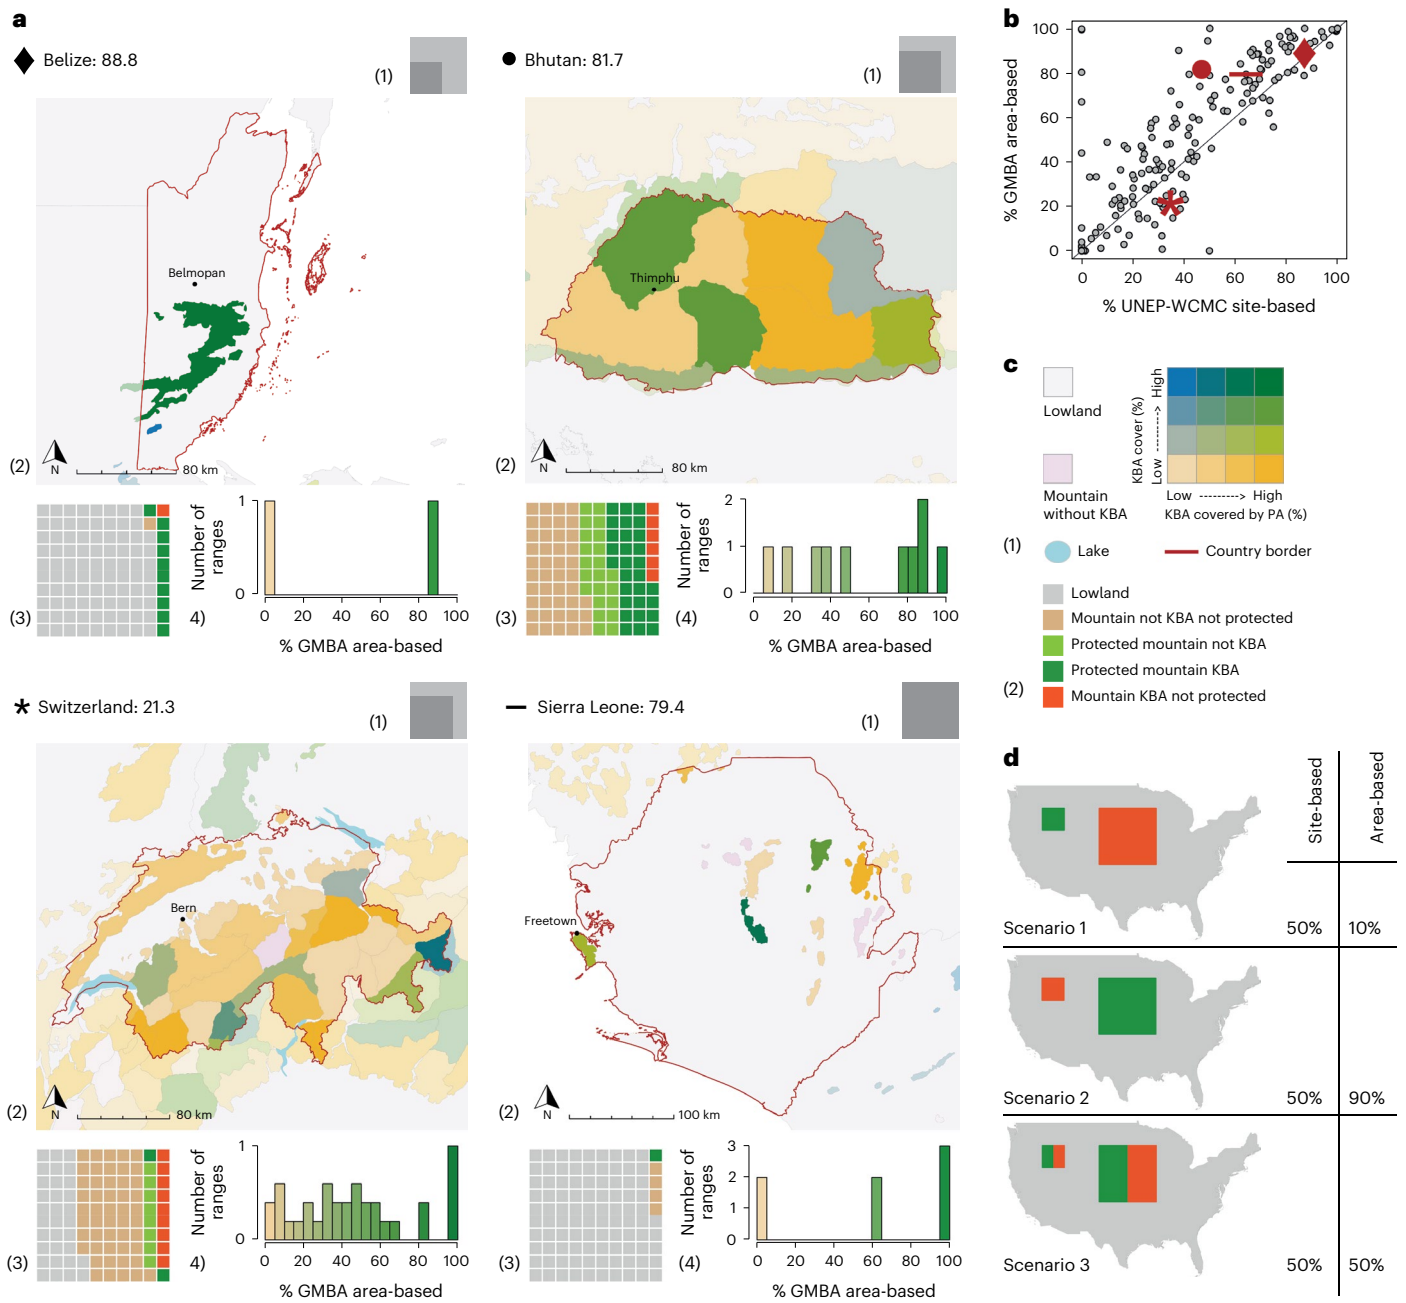 a
Belize: 88.8
(1)
Belmopan
N
80 km
(2)
(3)
4)
Number of
ranges
1
0
0 20 40 60 80 100
% GMBA area-based
Bhutan: 81.7
(1)
Thimphu
N
80 km
(2)
(3)
(4)
Number of
ranges
2
1
0
0 20 40 60 80 100
% GMBA area-based
Switzerland: 21.3
(1)
Bern
N
80 km
(2)
(3)
4)
Number of
ranges
1
0
0 20 40 60 80 100
% GMBA area-based
Sierra Leone: 79.4
(1)
Freetown
N
100 km
(2)
(3)
(4)
Number of
ranges
3
2
1
0
0 20 40 60 80 100
% GMBA area-based
b
% GMBA area-based
100
80
60
40
20
0
0 20 40 60 80 100
% UNEP-WCMC site-based
c
Lowland
Mountain
without KBA
KBA cover (%)
Low High
Low High
KBA covered by PA (%)
(1)
Lake
Country border
Lowland
Mountain not KBA not protected
Protected mountain not KBA
Protected mountain KBA
(2)
Mountain KBA not protected
d
Site-based
Area-based
Scenario 1
50%
10%
Scenario 2
50%
90%
Scenario 3
50%
50%